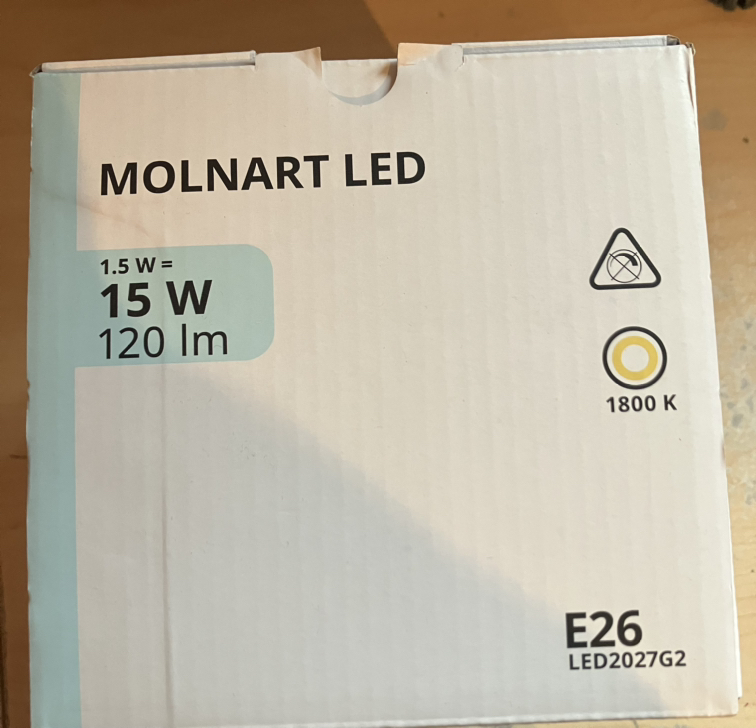 MOLNART LED
1.5 W =
15 W
120 lm
1800 K
E26
LED2027G2